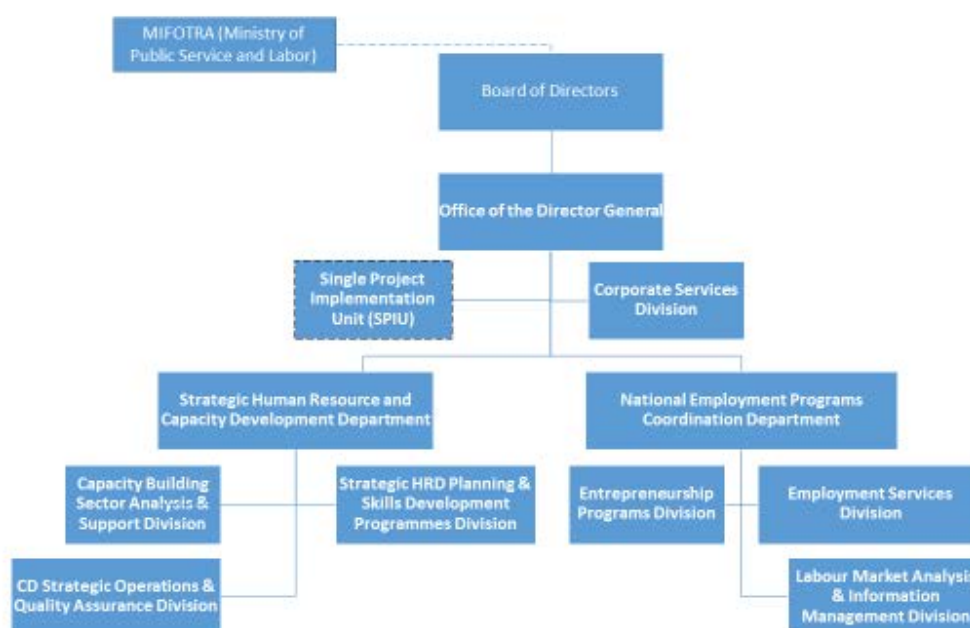 MIFOTRA (Ministry of
Public Service and Labor)
Board of Directors
Office of the Director General
Single Project
Implementation
Unit (SPIU)
Corporate Services
Division
Strategic Human Resource and
Capacity Development Department
National Employment Programs
Coordination Department
Capacity Building
Sector Analysis &
Support Division
Strategic HRD Planning &
Skills Development
Programmes Division
Entrepreneurship
Programs Division
Employment Services
Division
CD Strategic Operations &
Quality Assurance Division
Labour Market Analysis
& Information
Management Division